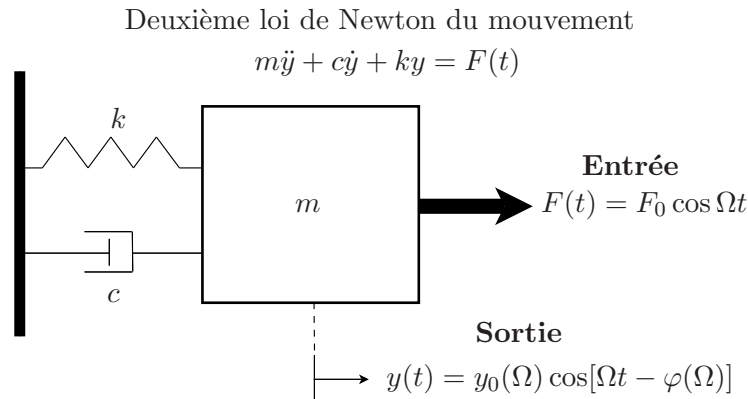 Deuxième loi de Newton du mouvement
mÿ + cẏ + ky = F(t)
k
m
Entrée
F(t) = F₀ cos Ωt
c
Sortie
y(t) = y₀(Ω) cos[Ωt − φ(Ω)]